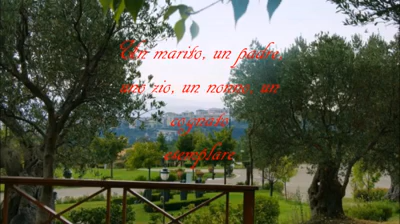 Un marito, un padre,
uno zio, un nonno, un
cognato
esemplare